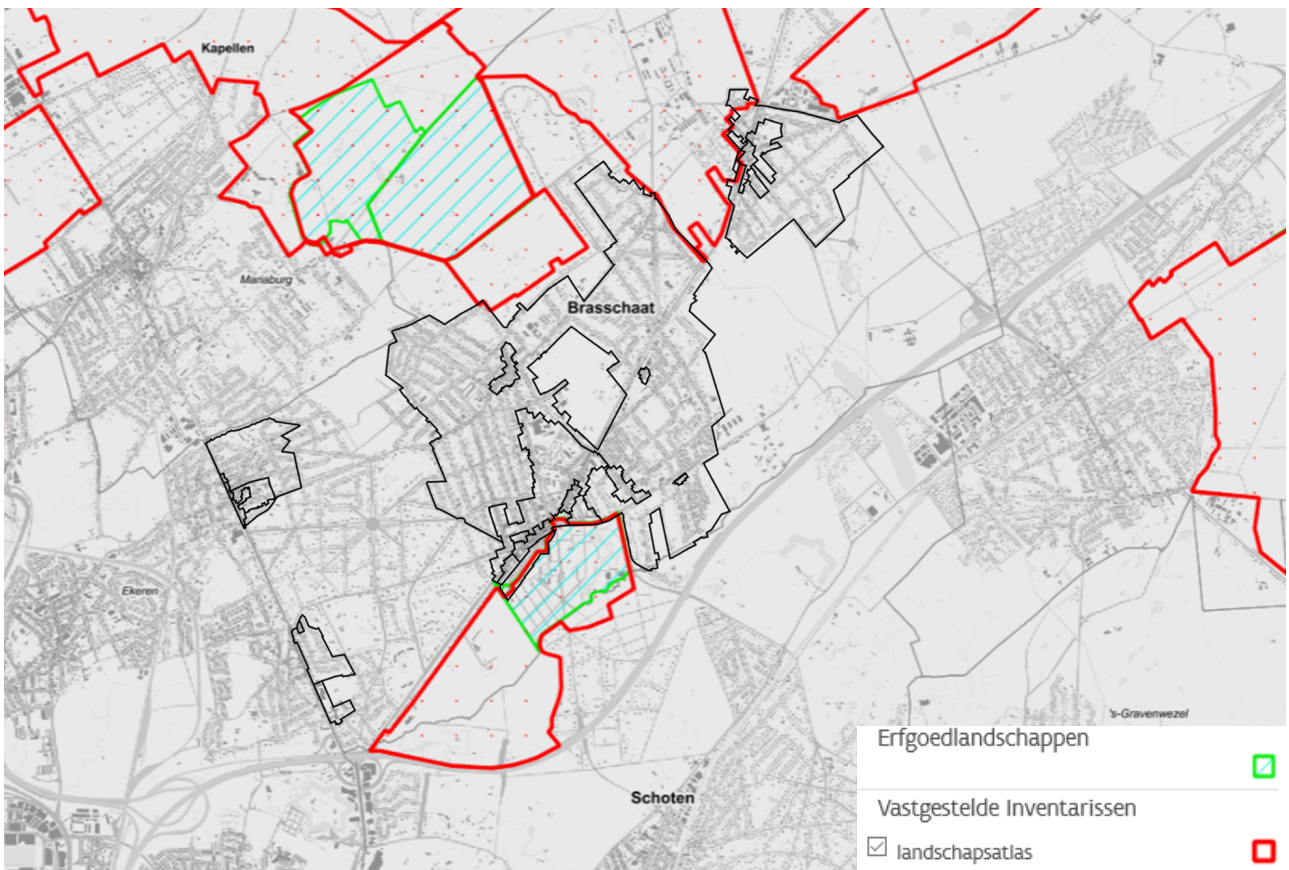 Kapellen
Mariaburg
Brasschaat
Ekeren
's-Gravenwezel
Schoten
Erfgoedlandschappen
Vastgestelde Inventarissen
landschapsatlas